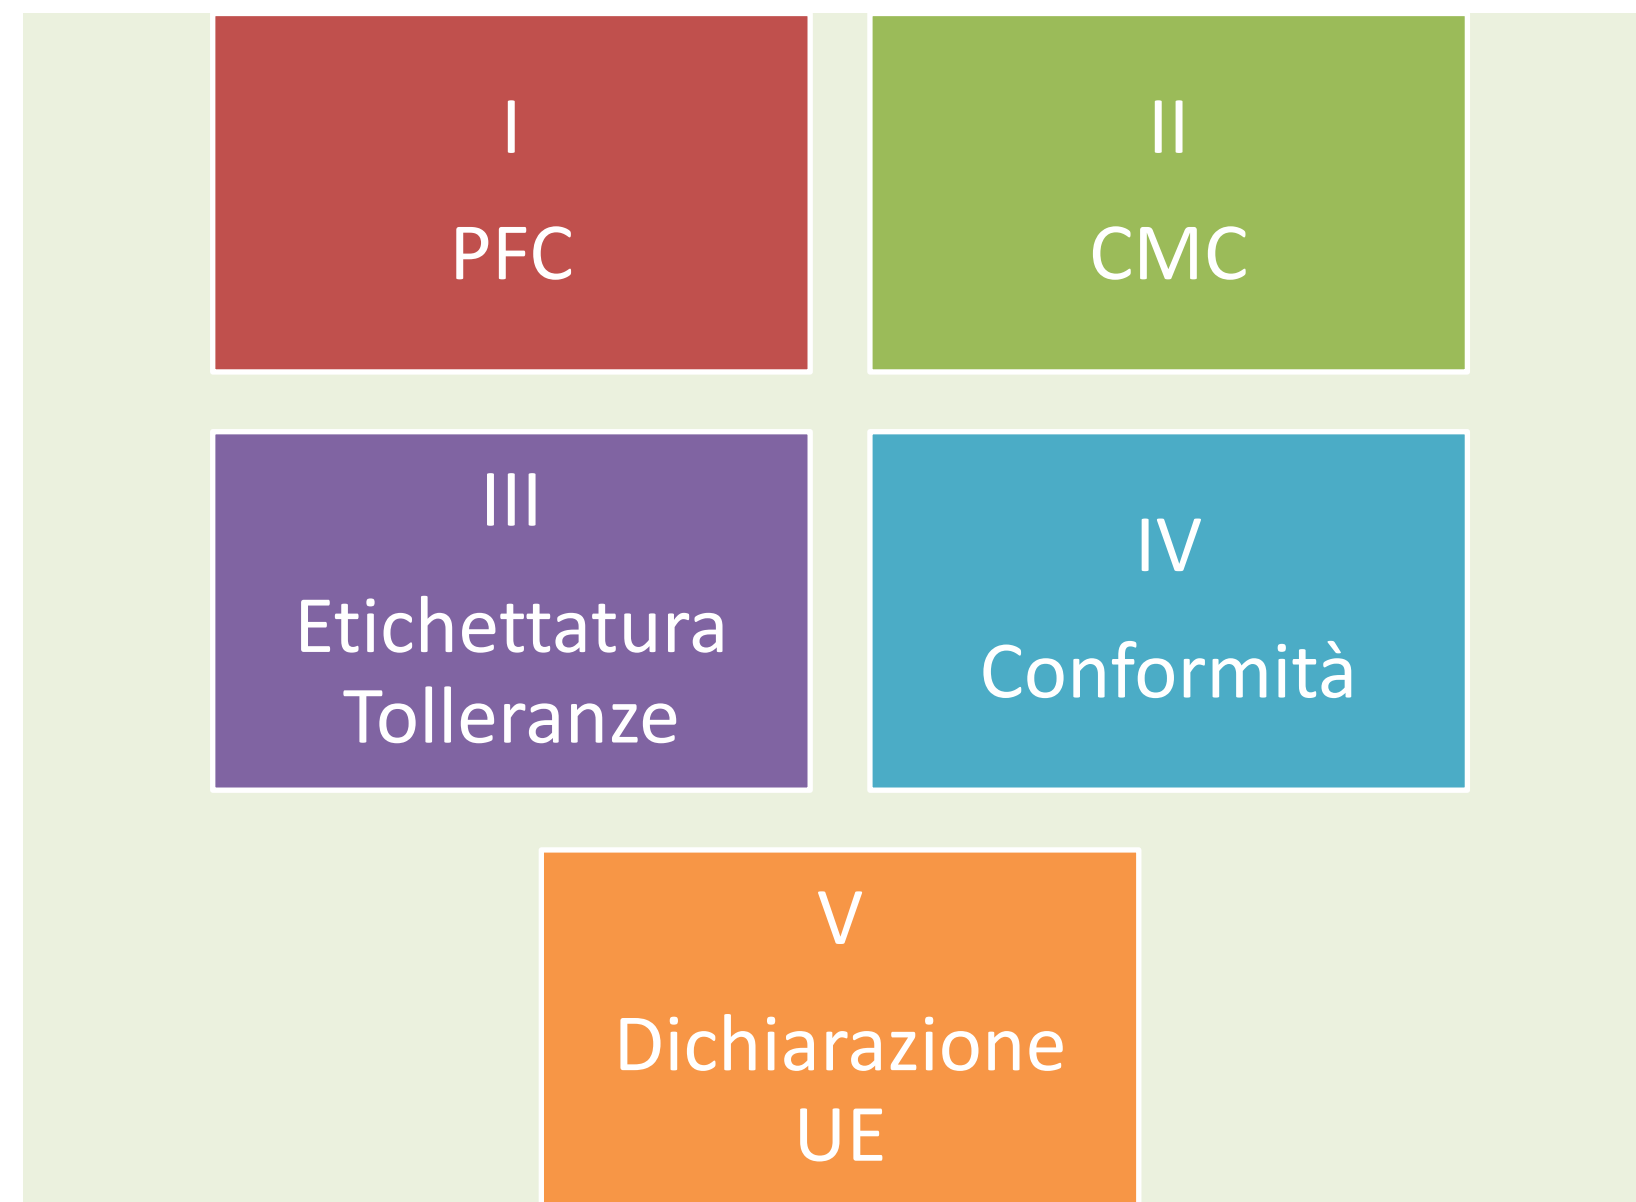 I
PFC
II
CMC
III
Etichettatura
Tolleranze
IV
Conformità
V
Dichiarazione
UE